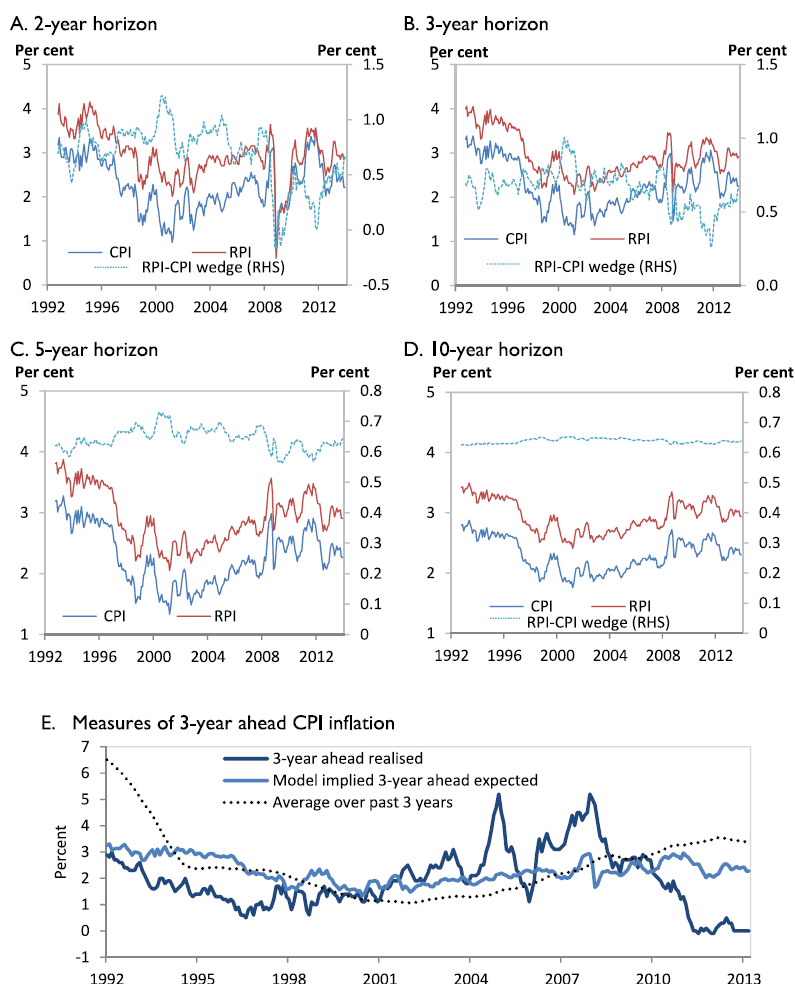 A. 2-year horizon
Per cent Per cent
5 1.5
4 1.0
3 0.5
2 0.0
1
0 -0.5
CPI RPI
RPI-CPI wedge (RHS)
1992 1996 2000 2004 2008 2012
B. 3-year horizon
Per cent Per cent
5 1.5
4 1.0
3
2 0.5
1
0 0.0
CPI RPI
RPI-CPI wedge (RHS)
1992 1996 2000 2004 2008 2012
C. 5-year horizon
Per cent Per cent
5 0.8
0.7
4 0.6
0.5
3 0.4
0.3
2 0.2
0.1
1 0
CPI RPI
1992 1996 2000 2004 2008 2012
D. 10-year horizon
Per cent Per cent
5 0.8
0.7
4 0.6
0.5
3 0.4
0.3
2 0.2
0.1
1 0
CPI RPI
RPI-CPI wedge (RHS)
1992 1996 2000 2004 2008 2012
E. Measures of 3-year ahead CPI inflation
7
6
5
4
3
2
1
0
-1
Percent
3-year ahead realised
Model implied 3-year ahead expected
Average over past 3 years
1992 1995 1998 2001 2004 2007 2010 2013